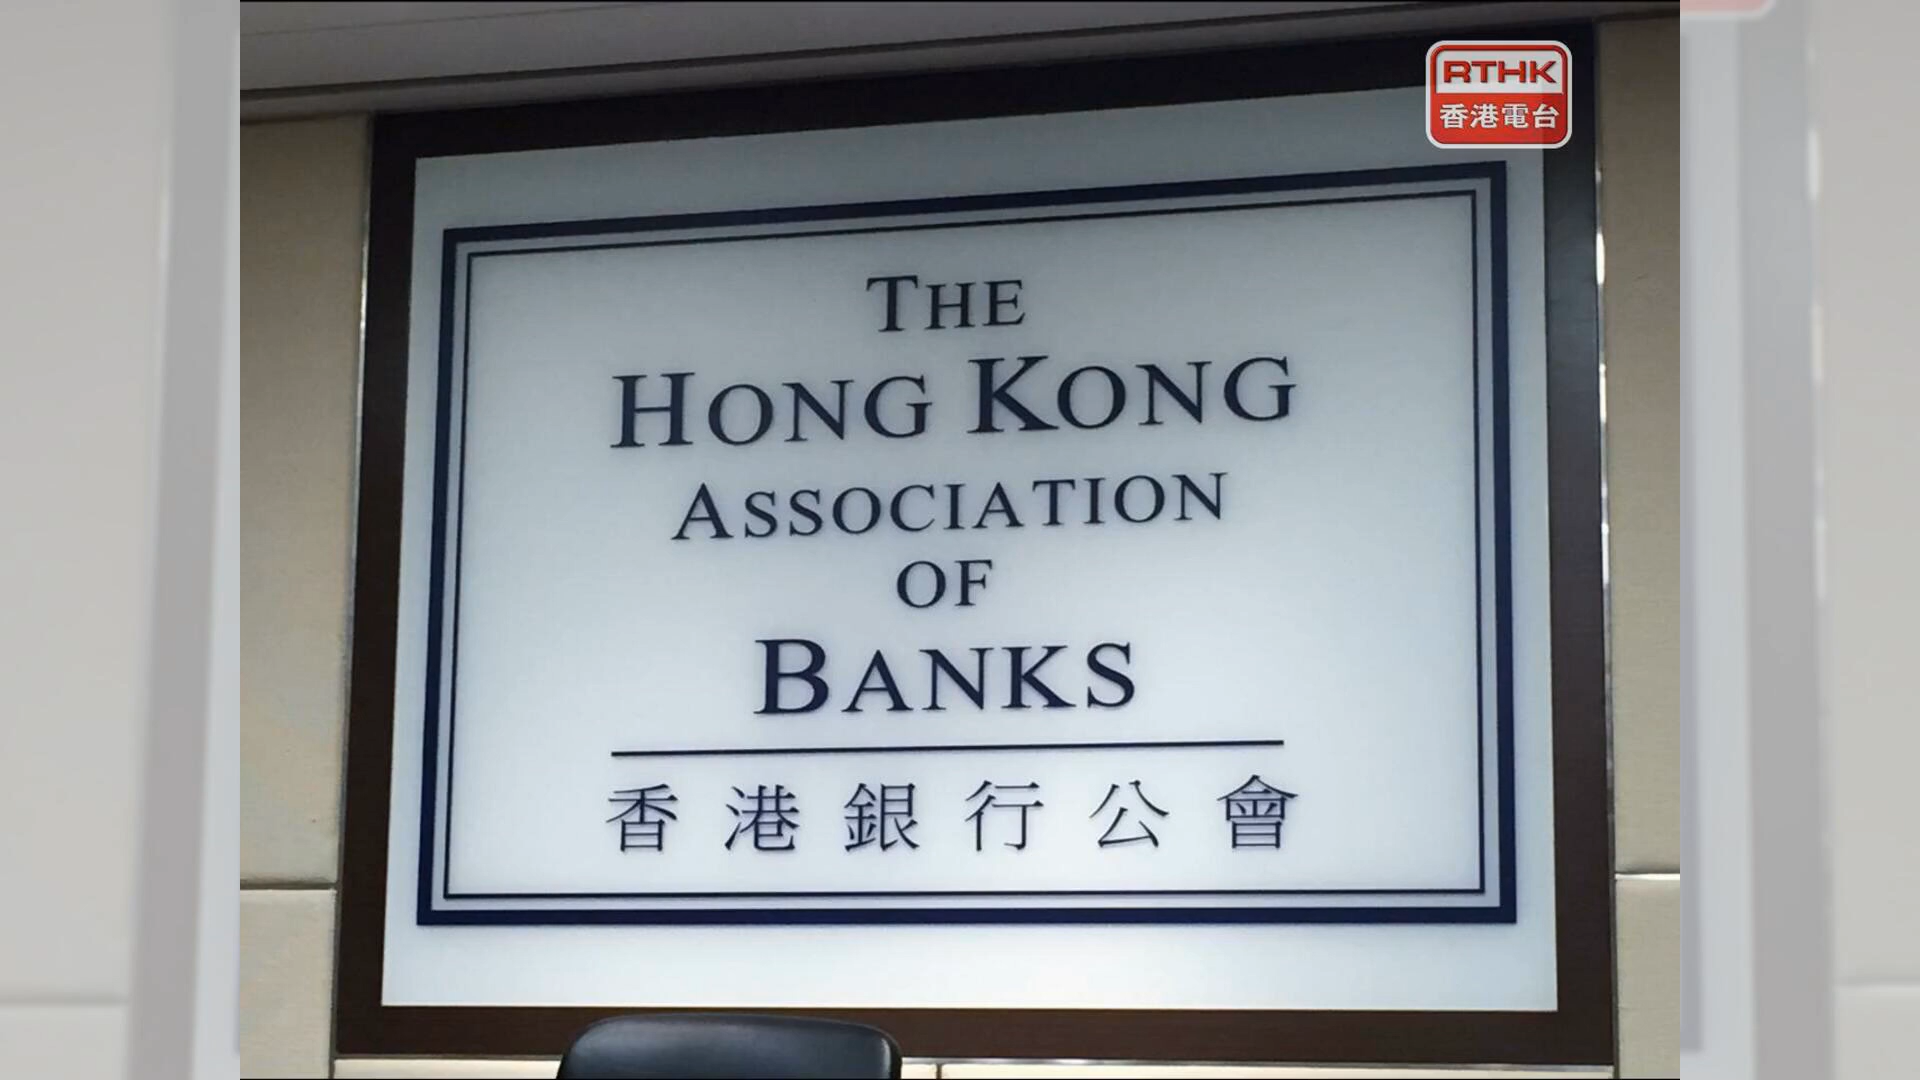 RTHK
香港電台
THE
HONG KONG
ASSOCIATION
OF
BANKS
香港銀行公會